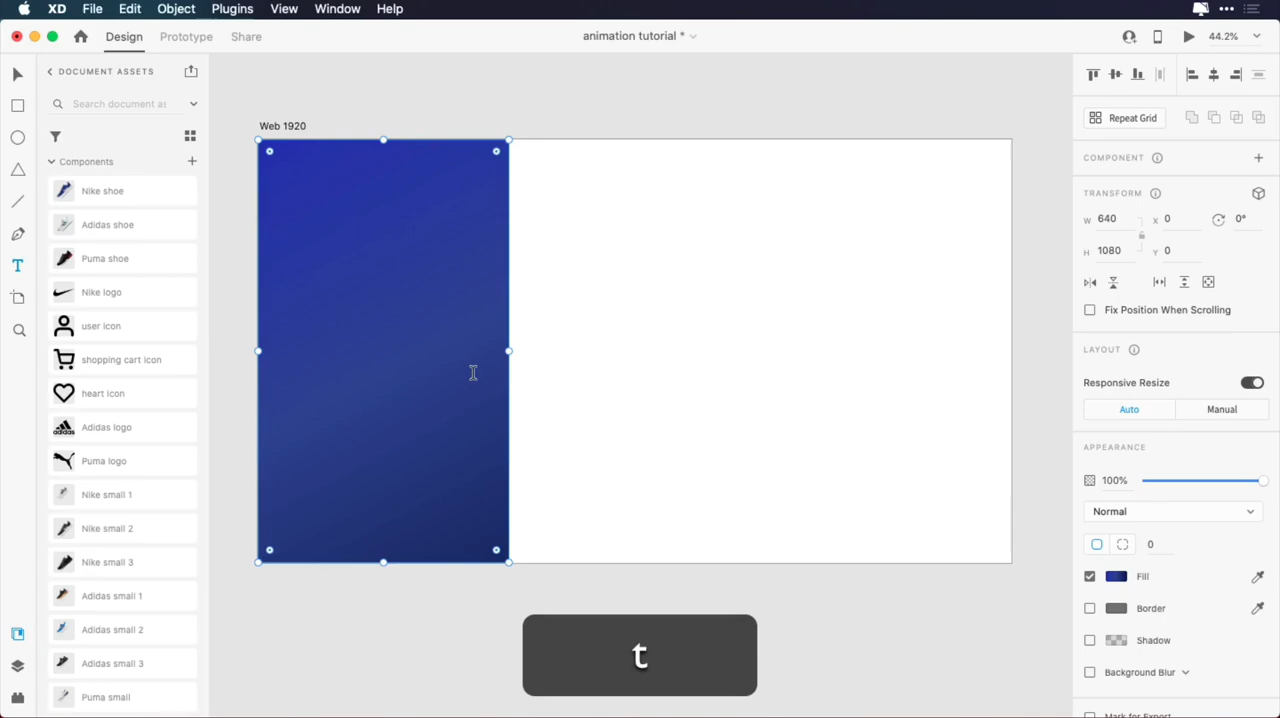 XD File Edit Object Plugins View Window Help
Design Prototype Share animation tutorial * 44.2%
DOCUMENT ASSETS
Search document as
Components
Nike shoe
Adidas shoe
Puma shoe
Nike logo
user icon
shopping cart icon
heart icon
adidas Adidas logo
Puma logo
Nike small 1
Nike small 2
Nike small 3
Adidas small 1
Adidas small 2
Adidas small 3
Puma small
T
Web 1920
t
Repeat Grid
COMPONENT
TRANSFORM
W 640 X 0 0°
H 1080 Y 0
Fix Position When Scrolling
LAYOUT
Responsive Resize
Auto Manual
APPEARANCE
100%
Normal
0
Fill
Border
Shadow
Background Blur
Mark for Export